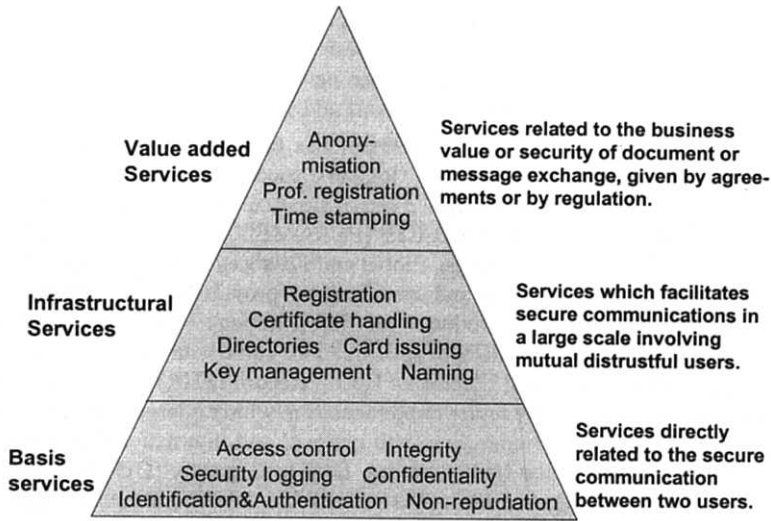 Value added
Services
Anony-
misation
Prof. registration
Time stamping
Services related to the business
value or security of document or
message exchange, given by agree-
ments or by regulation.
Infrastructural
Services
Registration
Certificate handling
Directories Card issuing
Key management Naming
Services which facilitates
secure communications in
a large scale involving
mutual distrustful users.
Basis
services
Access control Integrity
Security logging Confidentiality
Identification&Authentication Non-repudiation
Services directly
related to the secure
communication
between two users.